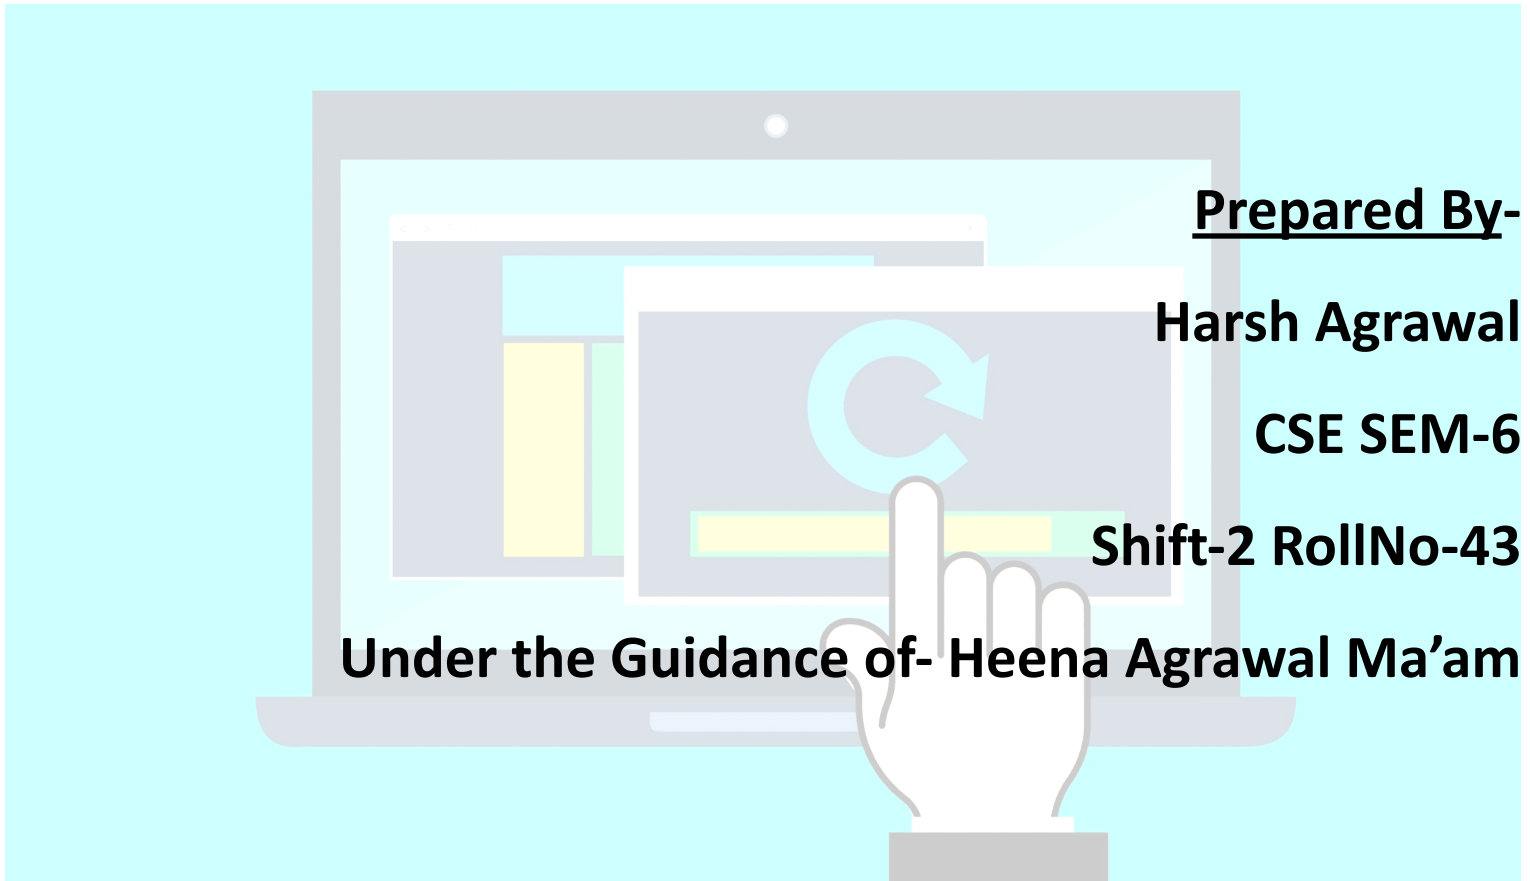 Prepared By-
Harsh Agrawal
CSE SEM-6
Shift-2 RollNo-43
Under the Guidance of- Heena Agrawal Ma’am